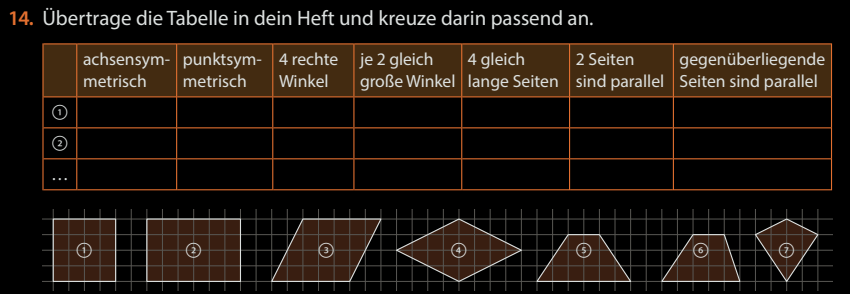 14. Übertrage die Tabelle in dein Heft und kreuze darin passend an.
achsensym- punktsym- 4 rechte je 2 gleich 4 gleich 2 Seiten gegenüberliegende
metrisch metrisch Winkel große Winkel lange Seiten sind parallel Seiten sind parallel
①
②
...
① ② ③ ④ ⑤ ⑥ ⑦